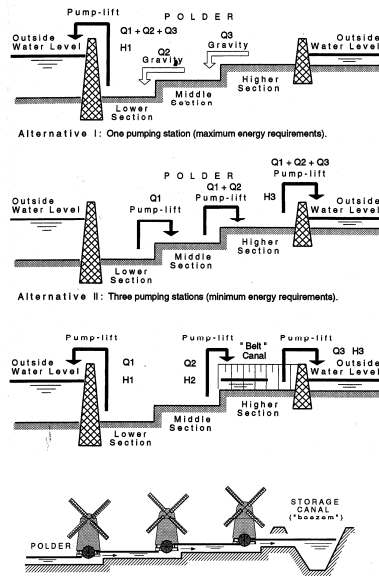 POLDER
Pump-lift
Outside
Water Level
Q1 + Q2 + Q3
H1
Q2
Gravity
Q3
Gravity
Outside
Water Level
Lower
Section
Middle
Section
Higher
Section
Alternative I: One pumping station (maximum energy requirements).
POLDER
Q1 + Q2 + Q3
Pump-lift
Outside
Water Level
Q1
Pump-lift
Q1 + Q2
Pump-lift
H3
Outside
Water Level
Lower
Section
Middle
Section
Higher
Section
Alternative II: Three pumping stations (minimum energy requirements).
Pump-lift
Outside
Water Level
Q1
H1
Pump-lift
Q2
H2
"Belt"
Canal
Pump-lift
Q3 H3
Outside
Water Level
Lower
Section
Middle
Section
Higher
Section
POLDER
STORAGE
CANAL
("boezem")